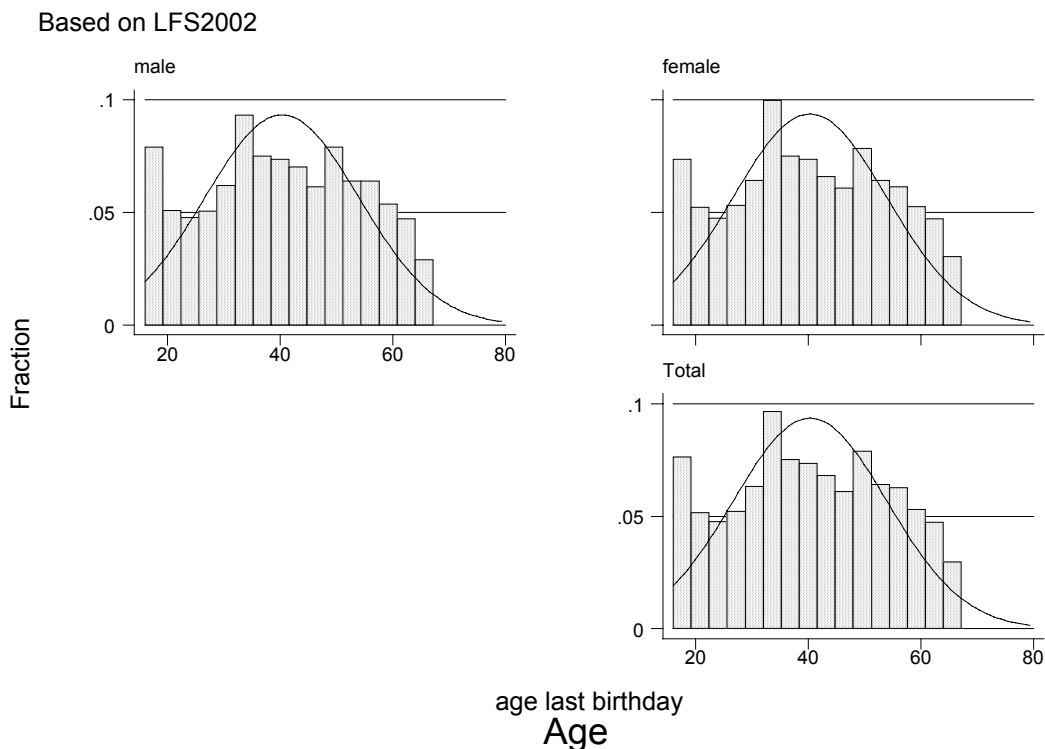 Based on LFS2002
male
female
.1
.05
0
20 40 60 80
Fraction
Total
.1
.05
0
20 40 60 80
age last birthday
Age